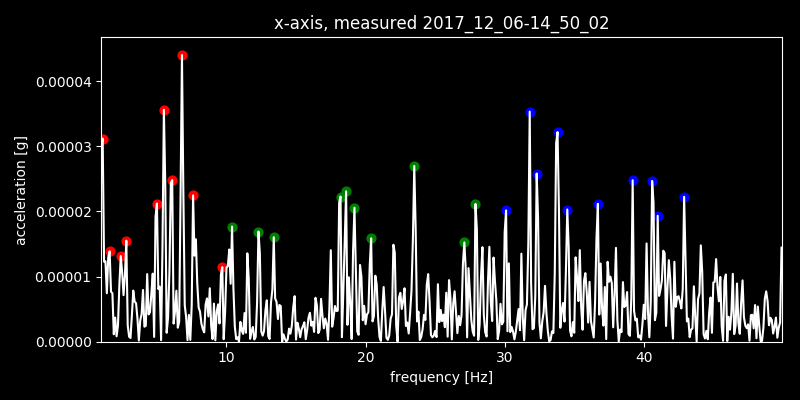 x-axis, measured 2017_12_06-14_50_02
acceleration [g]
0.00004
0.00003
0.00002
0.00001
0.00000
10 20 30 40
frequency [Hz]